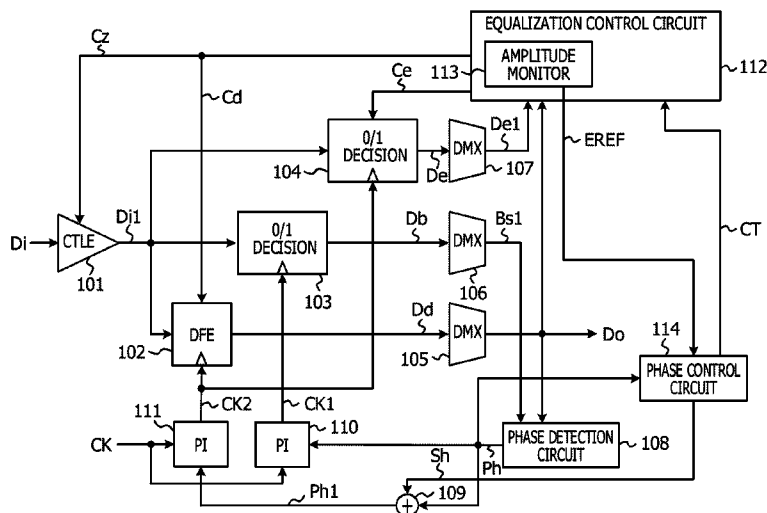 EQUALIZATION CONTROL CIRCUIT
Cz
AMPLITUDE
MONITOR
113
112
Ce
Cd
0/1
DECISION
De1
DMX
De
EREF
104
107
CT
Di1
0/1
DECISION
Db
Bs1
Di
CTLE
DMX
101
103
106
Dd
114
DFE
DMX
Do
102
105
PHASE CONTROL
CIRCUIT
CK2
CK1
111
110
CK
PI
PI
PHASE DETECTION
CIRCUIT
108
Sh
Ph
Ph1
+
109